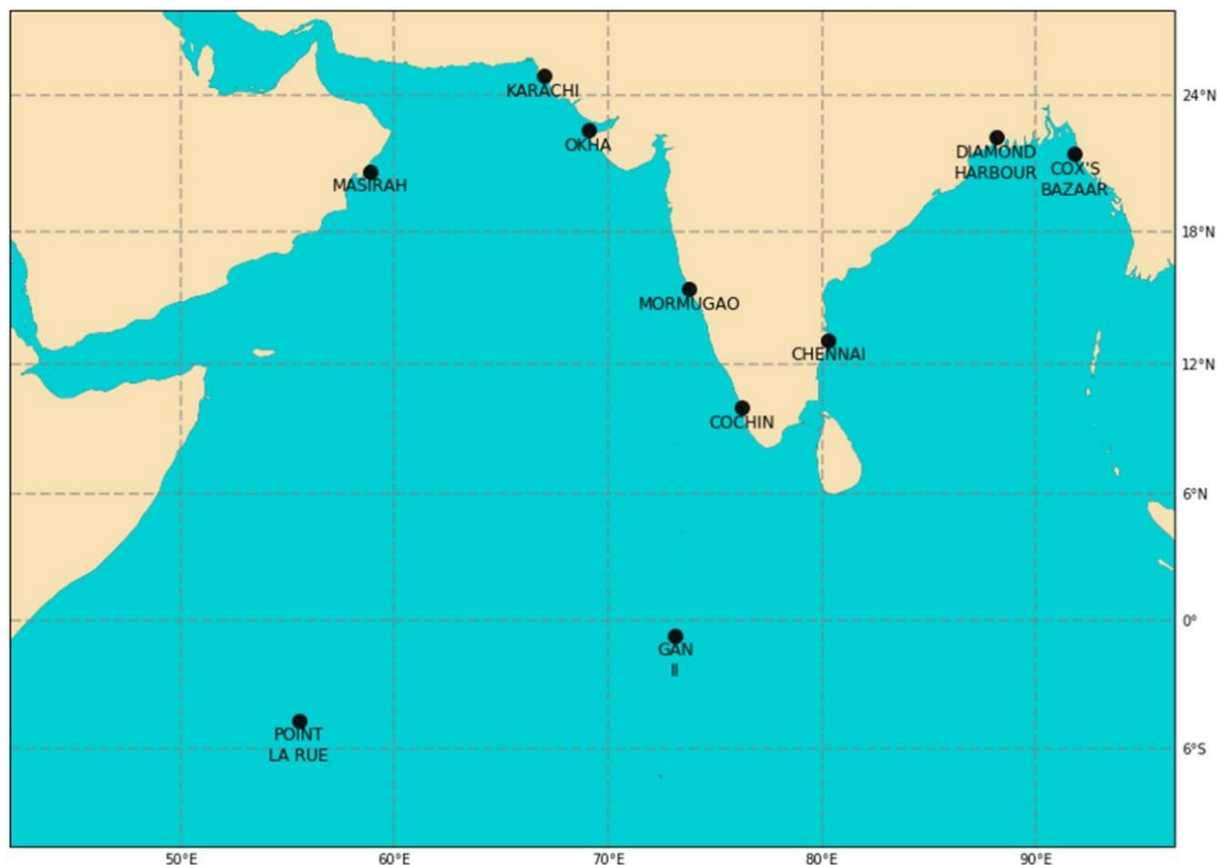 KARACHI
24°N
OKHA
DIAMOND
HARBOUR
COX'S
BAZAAR
MASIRAH
18°N
MORMUGAO
CHENNAI
12°N
COCHIN
6°N
0°
GAN
II
POINT
LA RUE
6°S
50°E 60°E 70°E 80°E 90°E